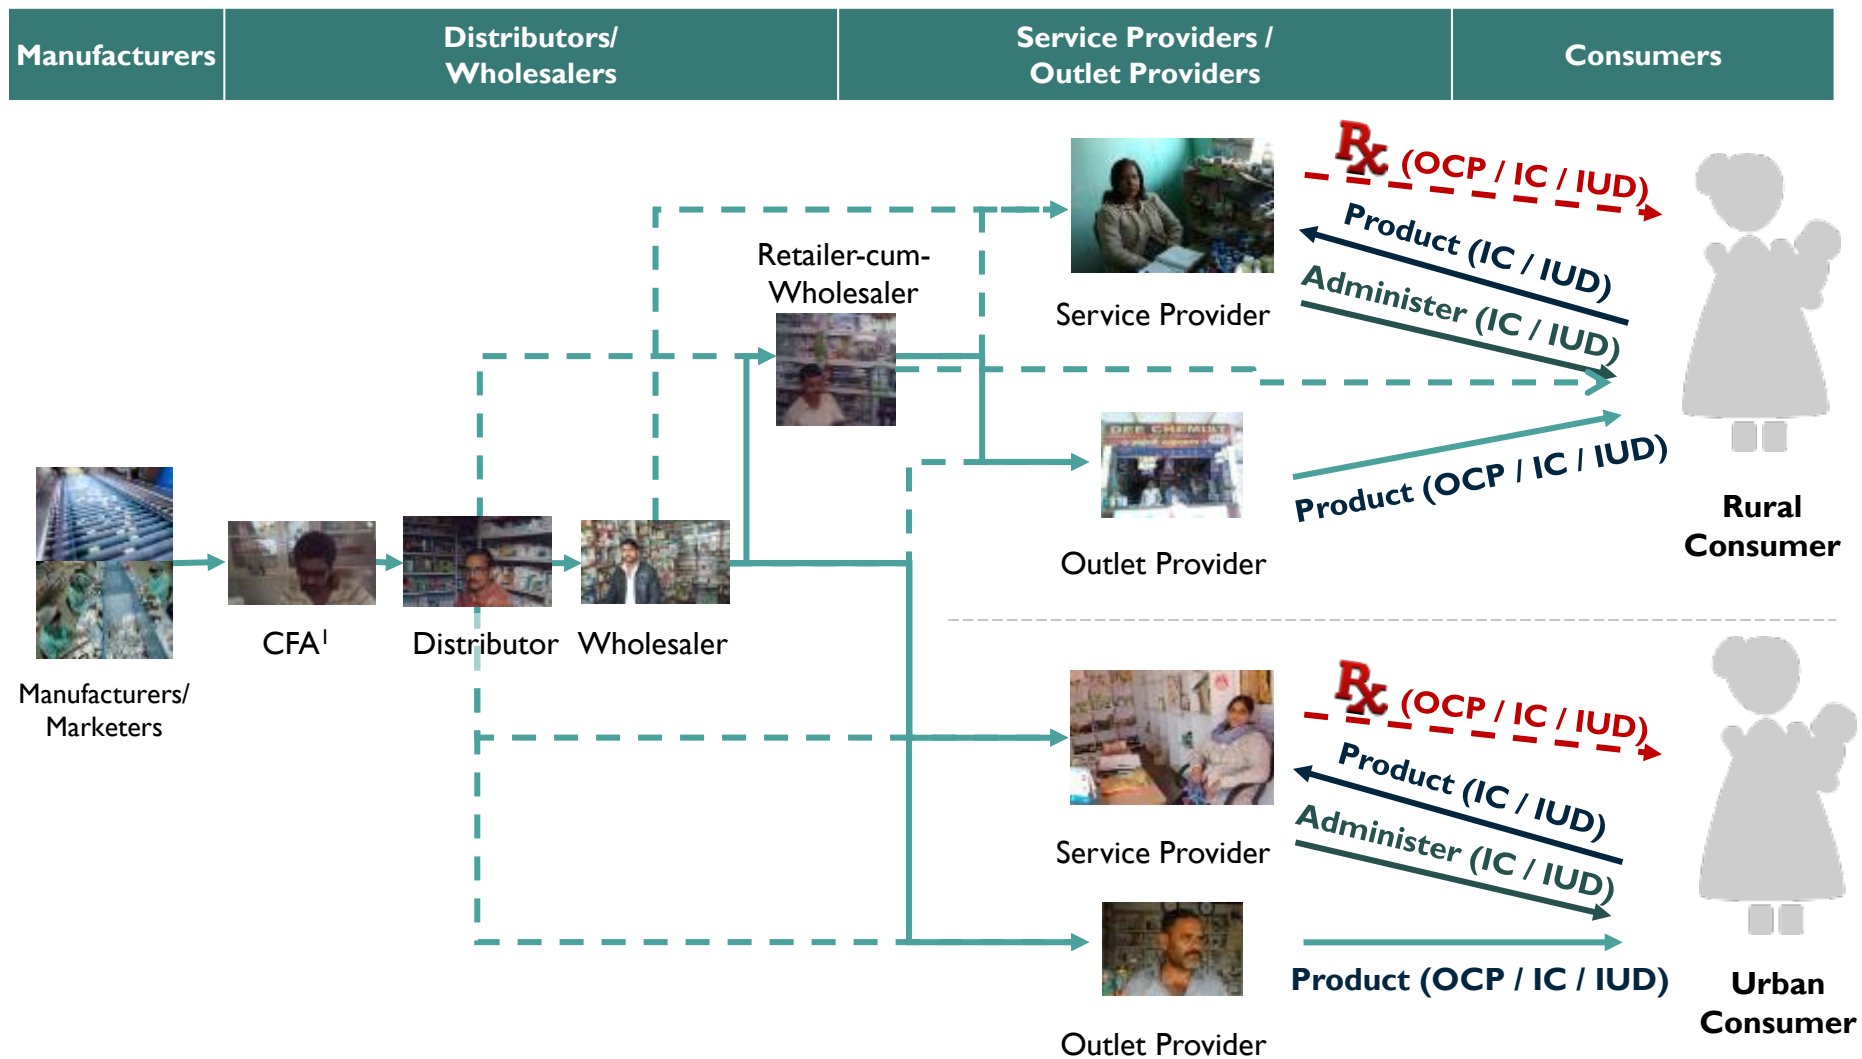 Manufacturers
Distributors/
Wholesalers
Service Providers /
Outlet Providers
Consumers
Rx (OCP / IC / IUD)
Product (IC / IUD)
Administer (IC / IUD)
Retailer-cum-
Wholesaler
Service Provider
DEE CHEMIST
Product (OCP / IC / IUD)
Rural
Consumer
Outlet Provider
CFA¹
Distributor
Wholesaler
Manufacturers/
Marketers
Rx (OCP / IC / IUD)
Product (IC / IUD)
Administer (IC / IUD)
Service Provider
Product (OCP / IC / IUD)
Urban
Consumer
Outlet Provider